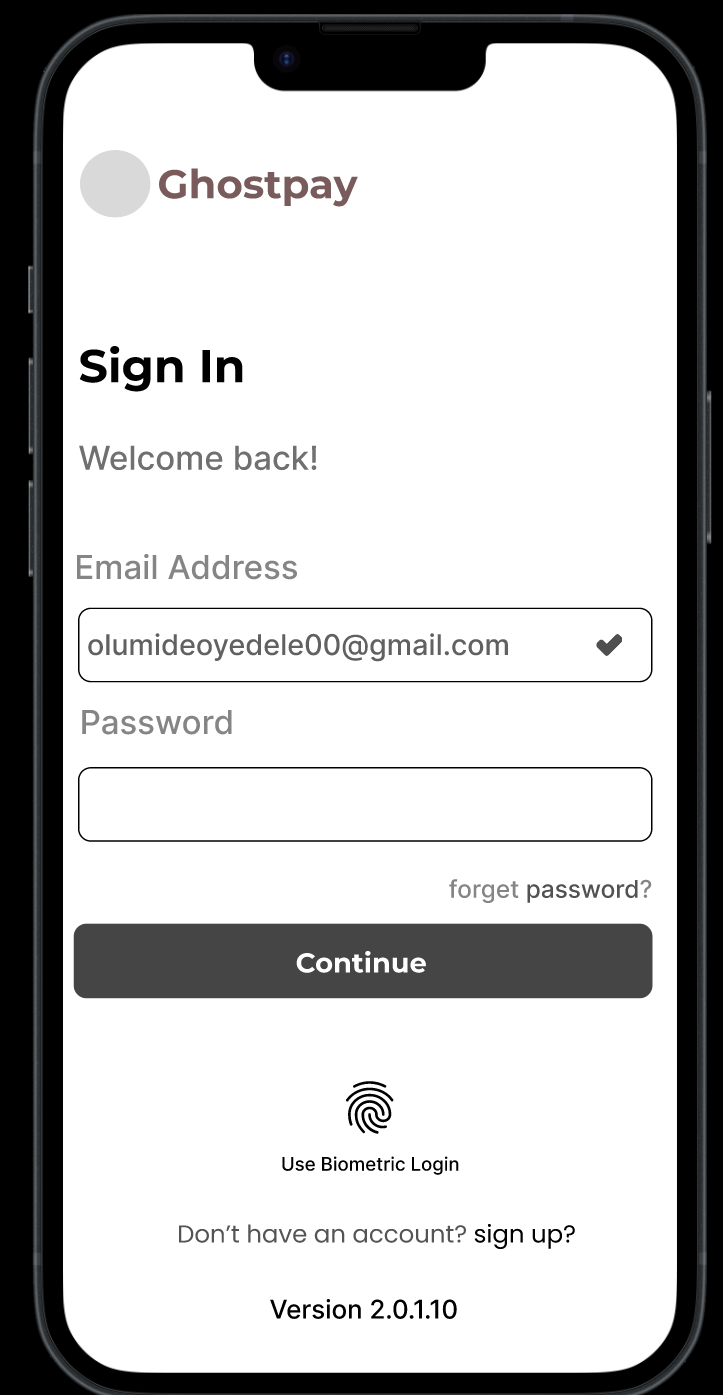 Ghostpay
Sign In
Welcome back!
Email Address
olumideoyedele00@gmail.com
Password
forget password?
Continue
Use Biometric Login
Don’t have an account? sign up?
Version 2.0.1.10